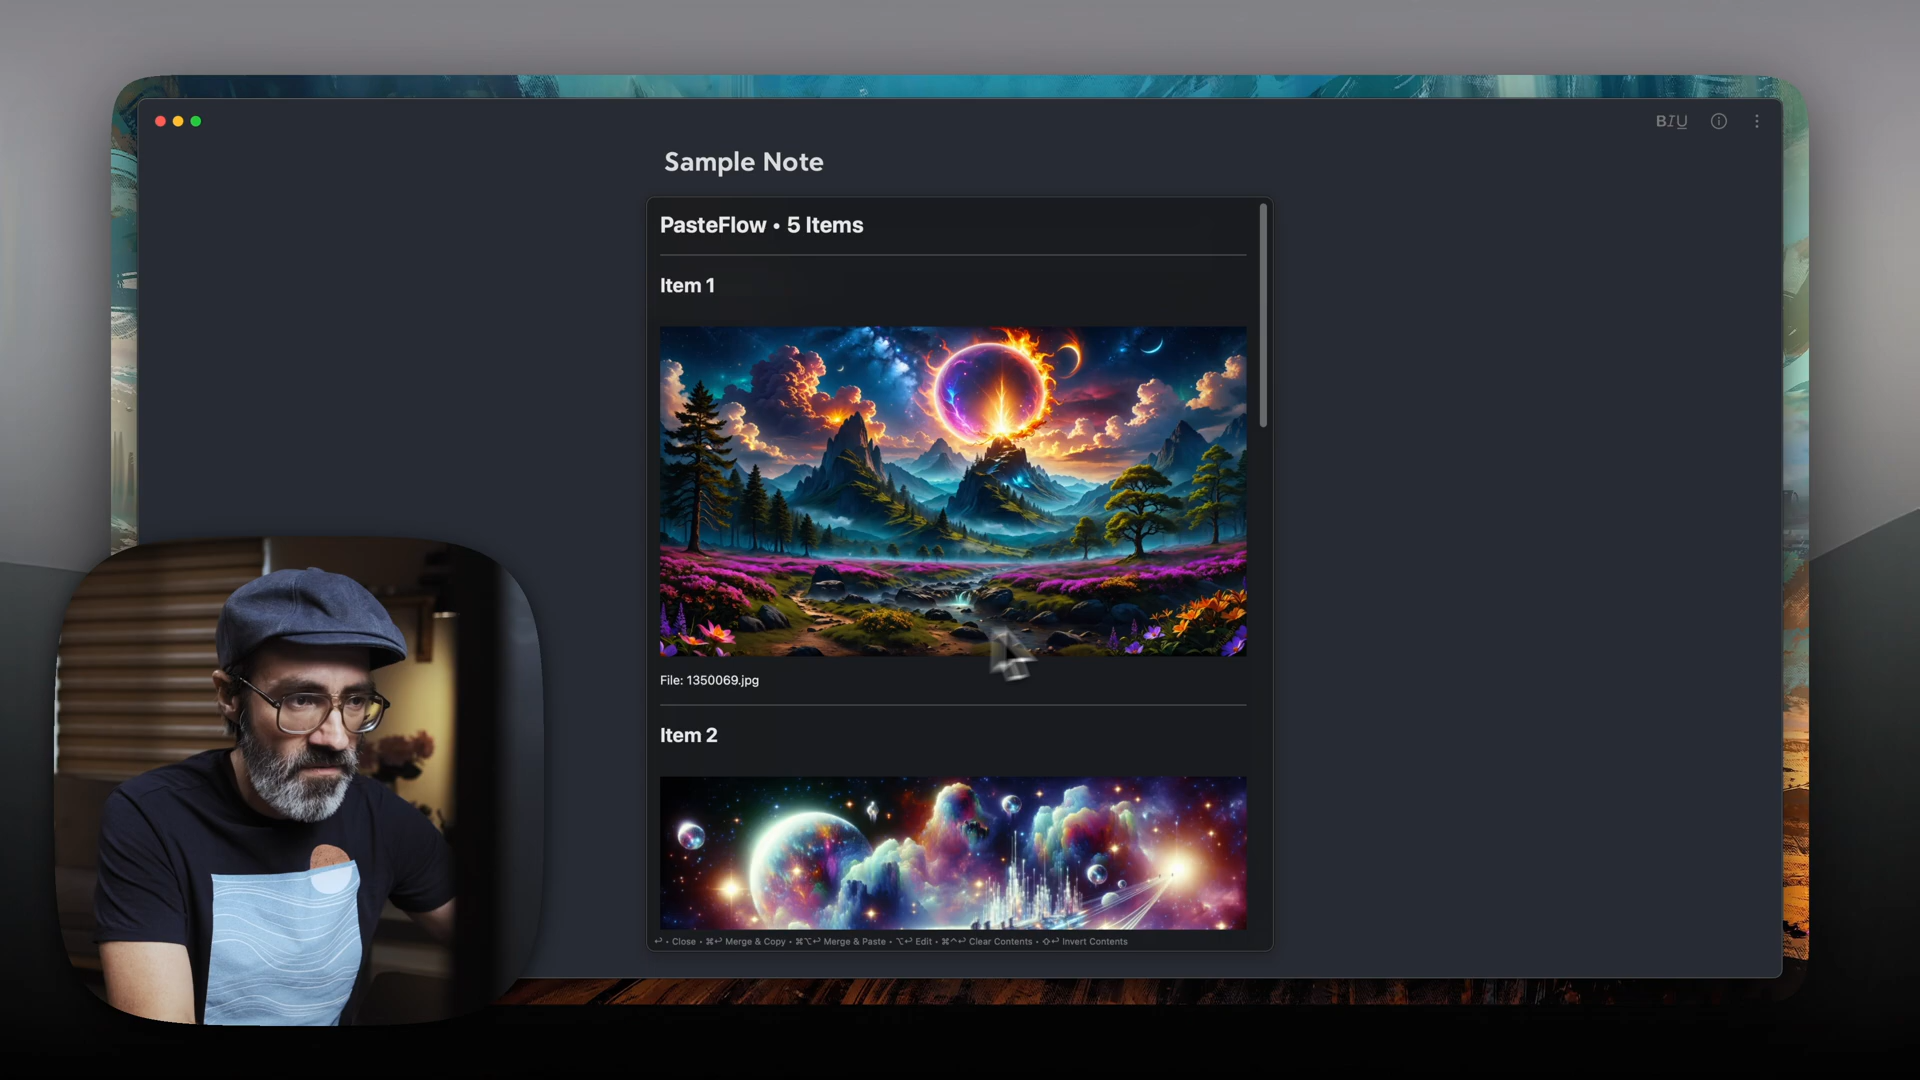 BIU
Sample Note
PasteFlow • 5 Items
Item 1
File: 1350069.jpg
Item 2
↩ • Close • ⌘↩ Merge & Copy • ⌘⌥↩ Merge & Paste • ⌥↩ Edit • ⌘⌃↩ Clear Contents • ⇧↩ Invert Contents